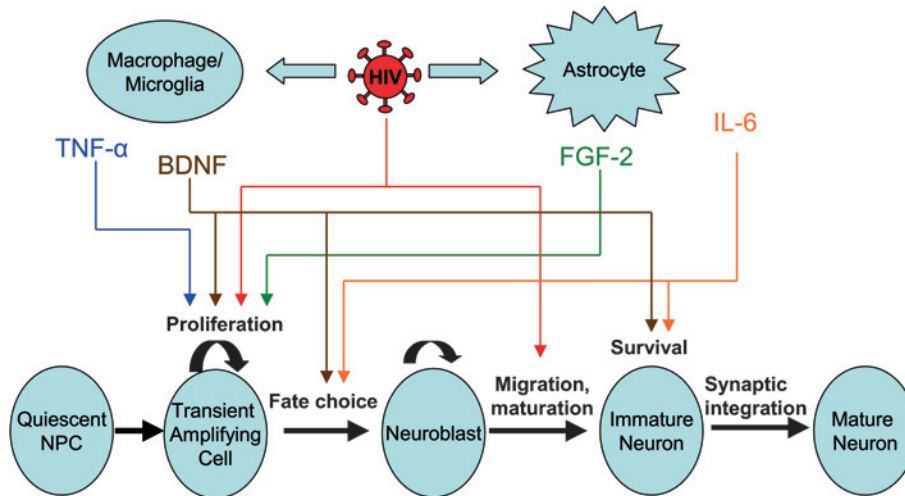 Macrophage/
Microglia
HIV
Astrocyte
TNF-α
BDNF
FGF-2
IL-6
Proliferation
Fate choice
Migration,
maturation
Survival
Synaptic
integration
Quiescent
NPC
Transient
Amplifying
Cell
Neuroblast
Immature
Neuron
Mature
Neuron